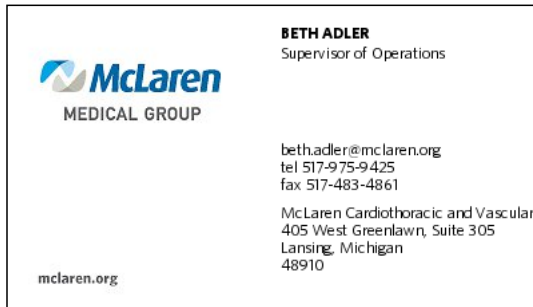 McLaren
MEDICAL GROUP
mclaren.org
BETH ADLER
Supervisor of Operations
beth.adler@mclaren.org
tel 517-975-9425
fax 517-483-4861
McLaren Cardiothoracic and Vascular
405 West Greenlawn, Suite 305
Lansing, Michigan
48910